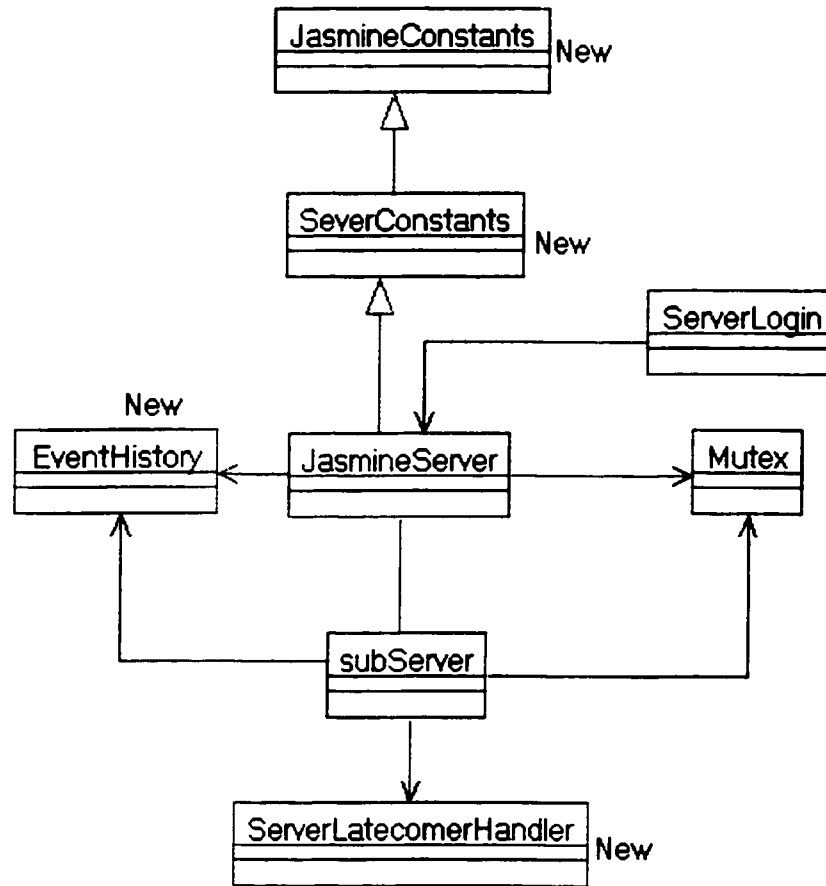 JasmineConstants
New
SeverConstants
New
ServerLogin
New
EventHistory
JasmineServer
Mutex
subServer
ServerLatecomerHandler
New